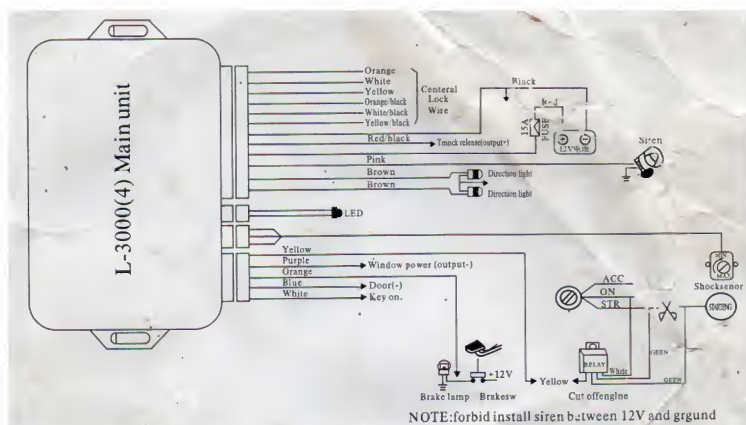 L-3000(4) Main unit
Orange
White
Yellow
Orange/black
White/black
Yellow/black
Centeral
Lock
Wire
Black
Red/black
Tmnck release(output+)
15A
FUSE
Siren
Pink
Brown
Direction light
Brown
Direction light
LED
Yellow
Purple
Window power (output-)
Orange
Blue
Door(-)
White
Key on.
MIN
MAX
Shocksenor
ACC
ON
STR
STARTENG
RELAY
White
GEEN
GEEN
+12V
Yellow
Brake lamp
Brakesw
Cut offengine
NOTE:forbid install siren between 12V and grgund